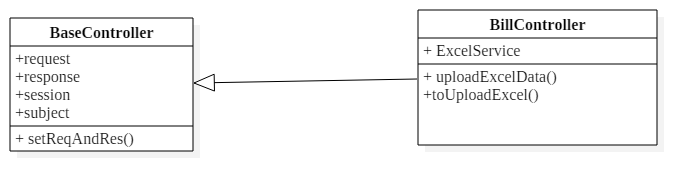 BaseController
+request
+response
+session
+subject
+ setReqAndRes()
BillController
+ ExcelService
+ uploadExcelData()
+toUploadExcel()